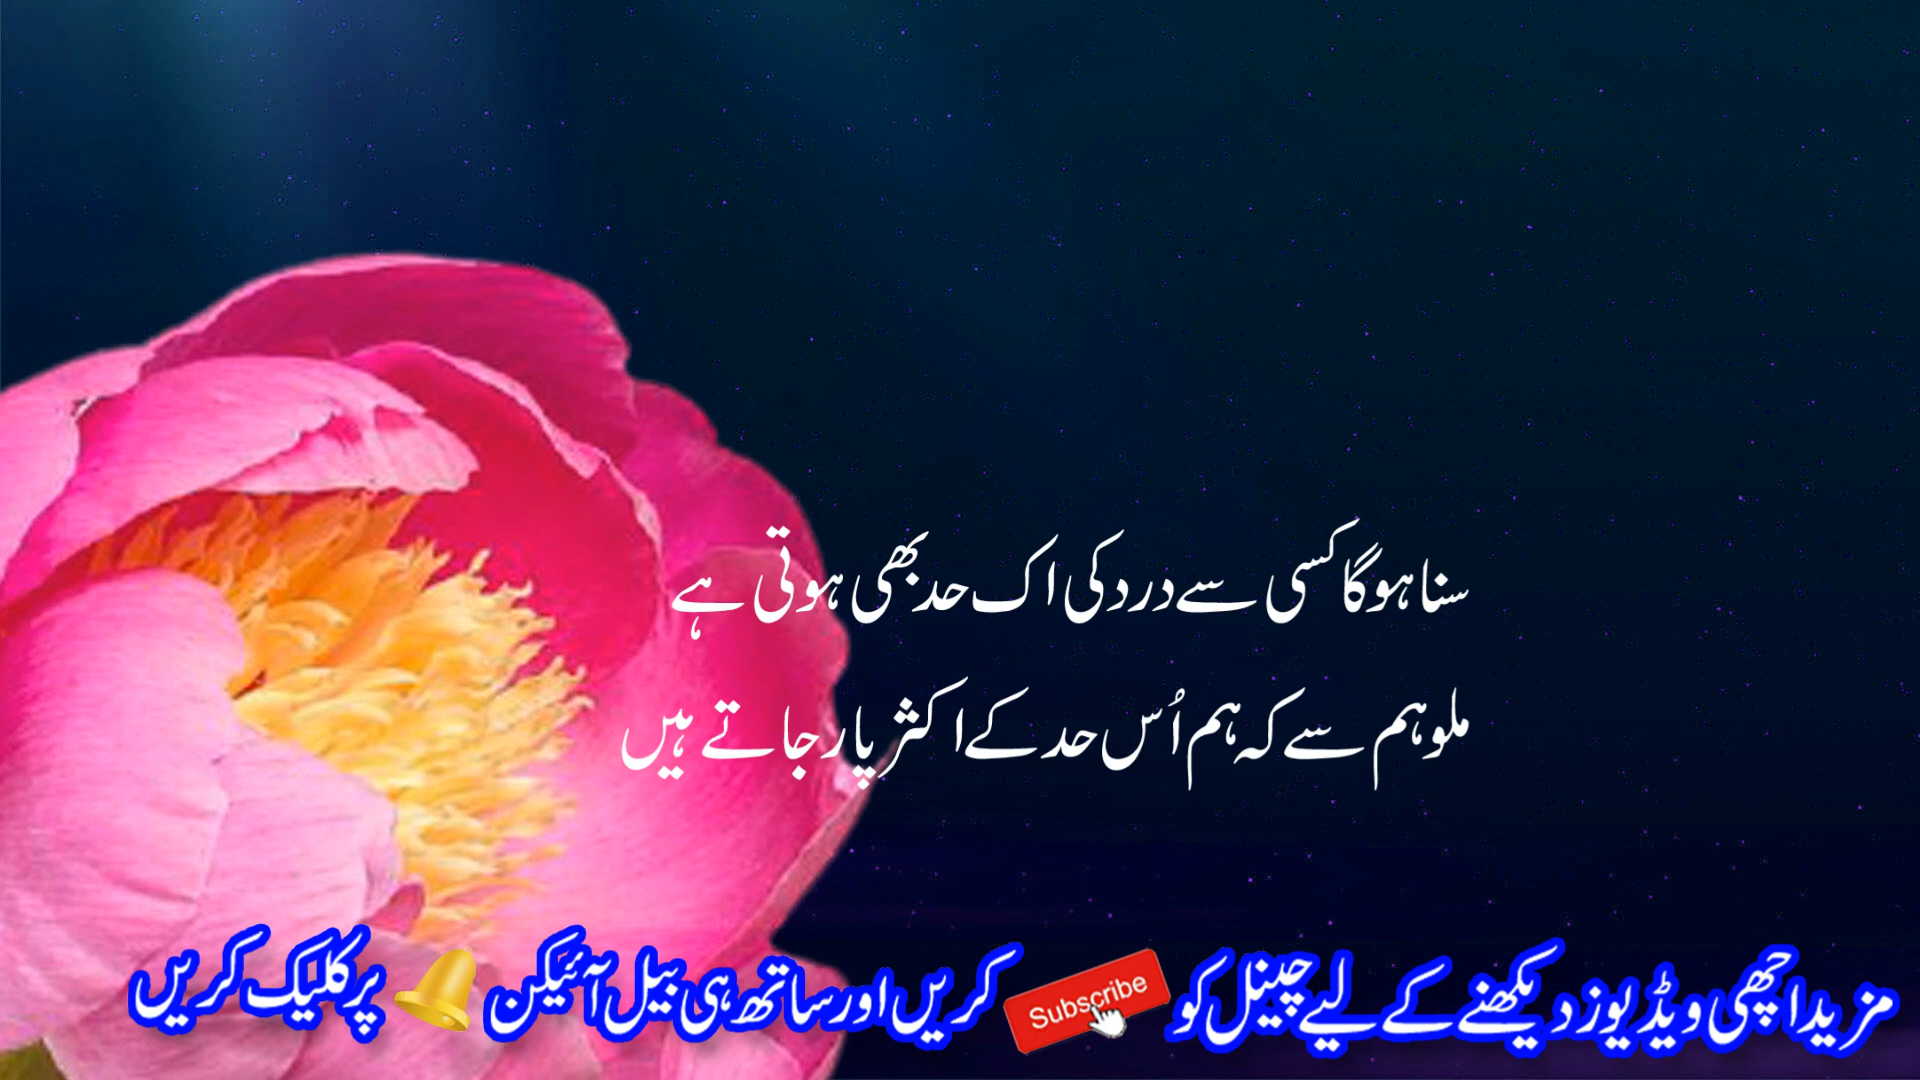 سنا ہوگا کسی سے درد کی اک حد بھی ہوتی ہے
ملو ہم سے کہ ہم اُس حد کے اکثر پار جاتے ہیں
مزید اچھی ویڈیوز دیکھنے کے لیے چینل کو Subscribe کریں اور ساتھ ہی بیل آئیکن پر کلیک کریں